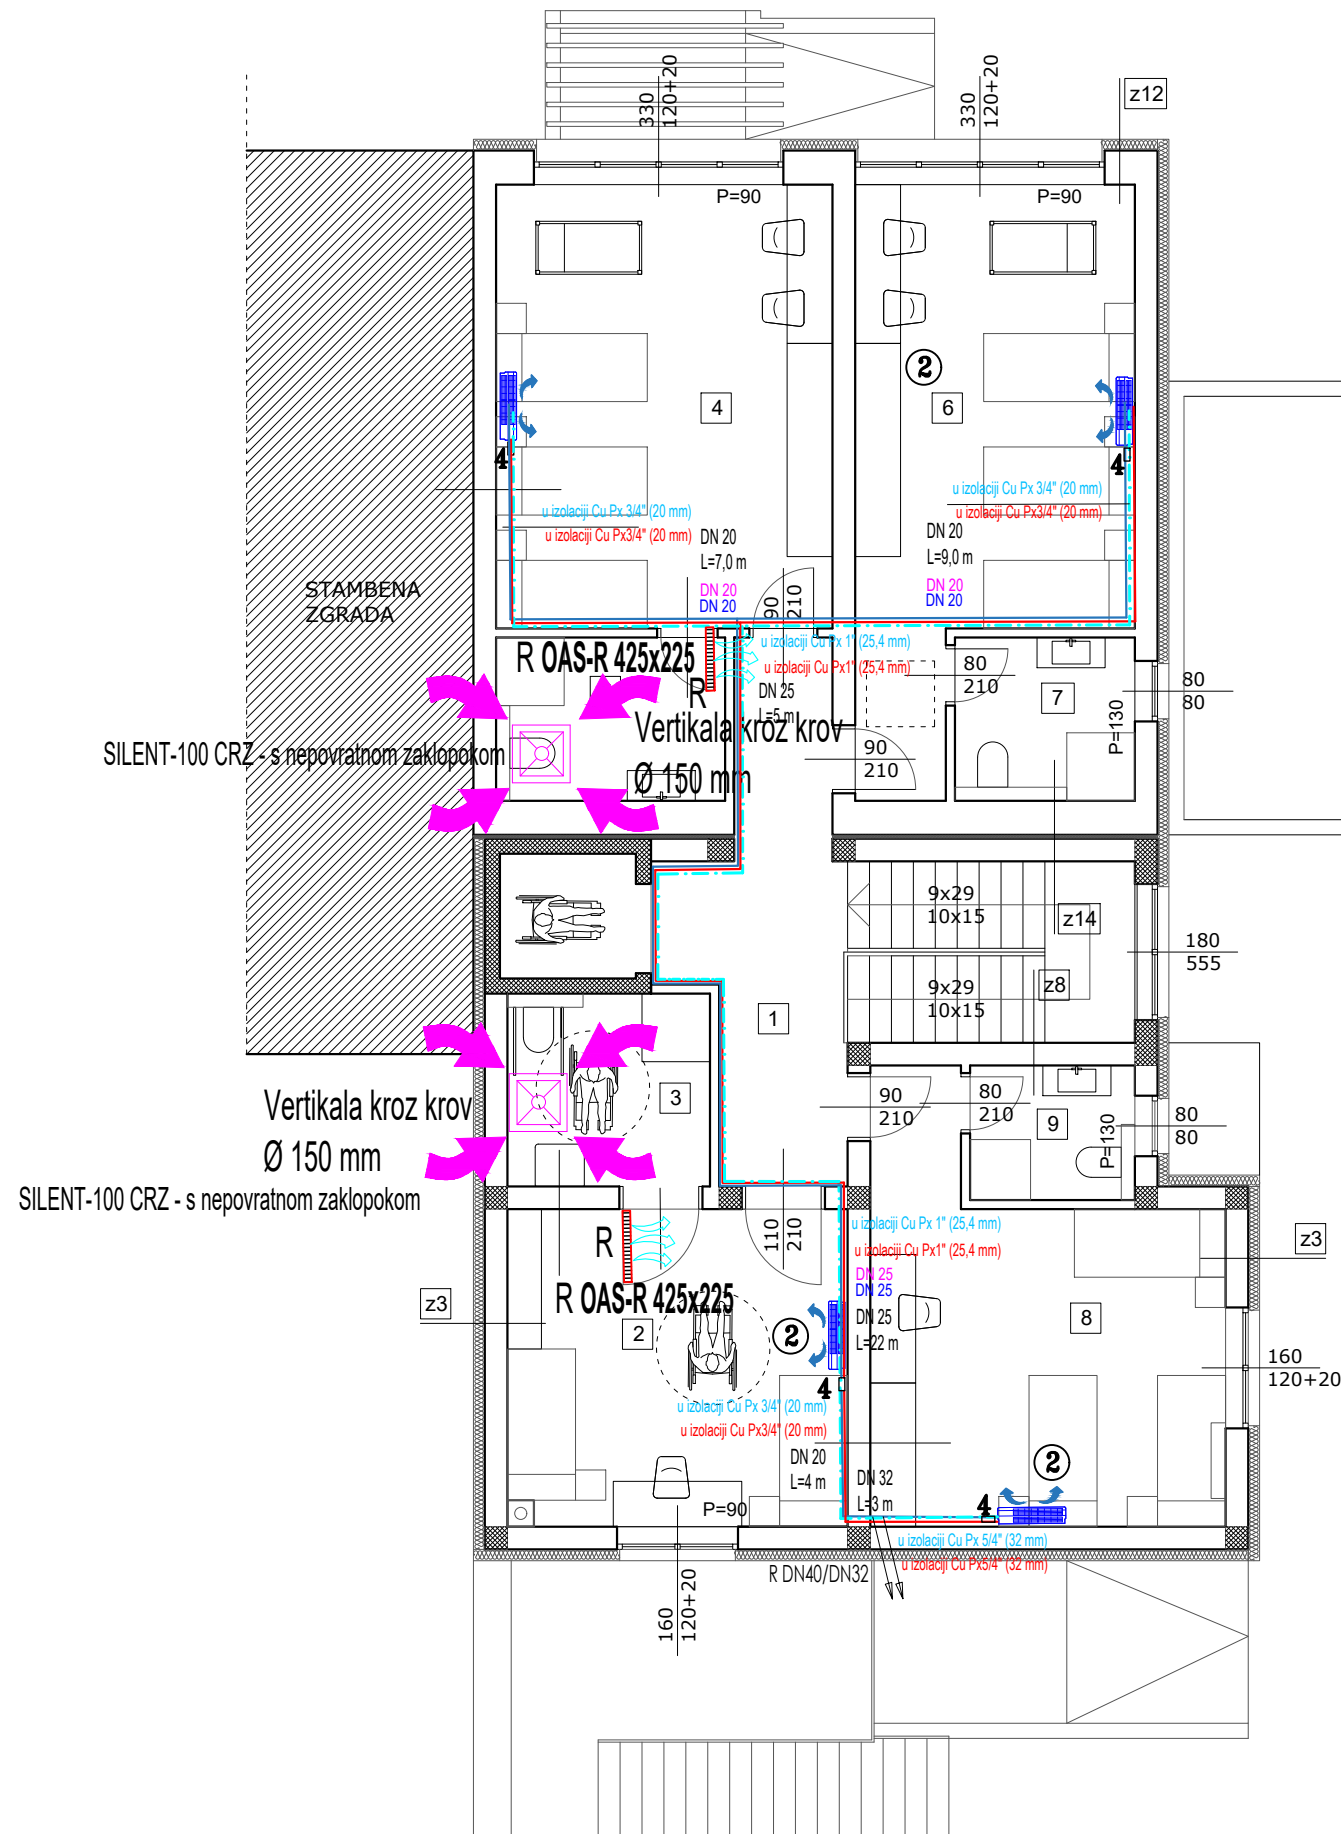 330
120+20
330
120+20
z12
P=90
P=90
2
4
6
4
4
u izolaciji Cu Px 3/4" (20 mm)
u izolaciji Cu Px3/4" (20 mm)
u izolaciji Cu Px 3/4" (20 mm)
u izolaciji Cu Px3/4" (20 mm)
DN 20
L=7,0 m
DN 20
L=9,0 m
DN 20
DN 20
DN 20
DN 20
STAMBENA
ZGRADA
90
210
u izolaciji Cu Px 1" (25,4 mm)
u izolaciji Cu Px1" (25,4 mm)
R OAS-R 425x225
R
DN 25
L=5 m
80
210
7
80
80
P=130
Vertikala kroz krov
Ø 150 mm
SILENT-100 CRZ - s nepovratnom zaklopokom
90
210
9x29
10x15
z14
180
555
9x29
10x15
z8
1
Vertikala kroz krov
Ø 150 mm
SILENT-100 CRZ - s nepovratnom zaklopokom
3
90
210
80
210
9
P=130
80
80
110
210
u izolaciji Cu Px 1" (25,4 mm)
u izolaciji Cu Px1" (25,4 mm)
R
R OAS-R 425x225
DN 25
DN 25
DN 25
L=22 m
z3
z3
2
2
8
4
160
120+20
u izolaciji Cu Px 3/4" (20 mm)
u izolaciji Cu Px3/4" (20 mm)
DN 20
L=4 m
DN 32
L=3 m
2
4
P=90
u izolaciji Cu Px 5/4" (32 mm)
u izolaciji Cu Px5/4" (32 mm)
R DN40/DN32
160
120+20